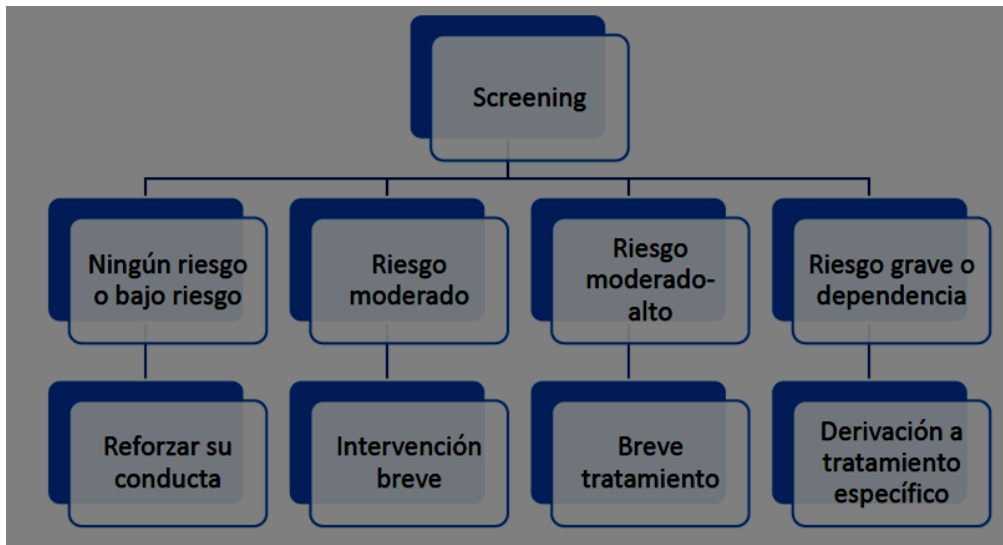 Screening
Ningún riesgo
o bajo riesgo
Riesgo
moderado
Riesgo
moderado-
alto
Riesgo grave o
dependencia
Reforzar su
conducta
Intervención
breve
Breve
tratamiento
Derivación a
tratamiento
específico